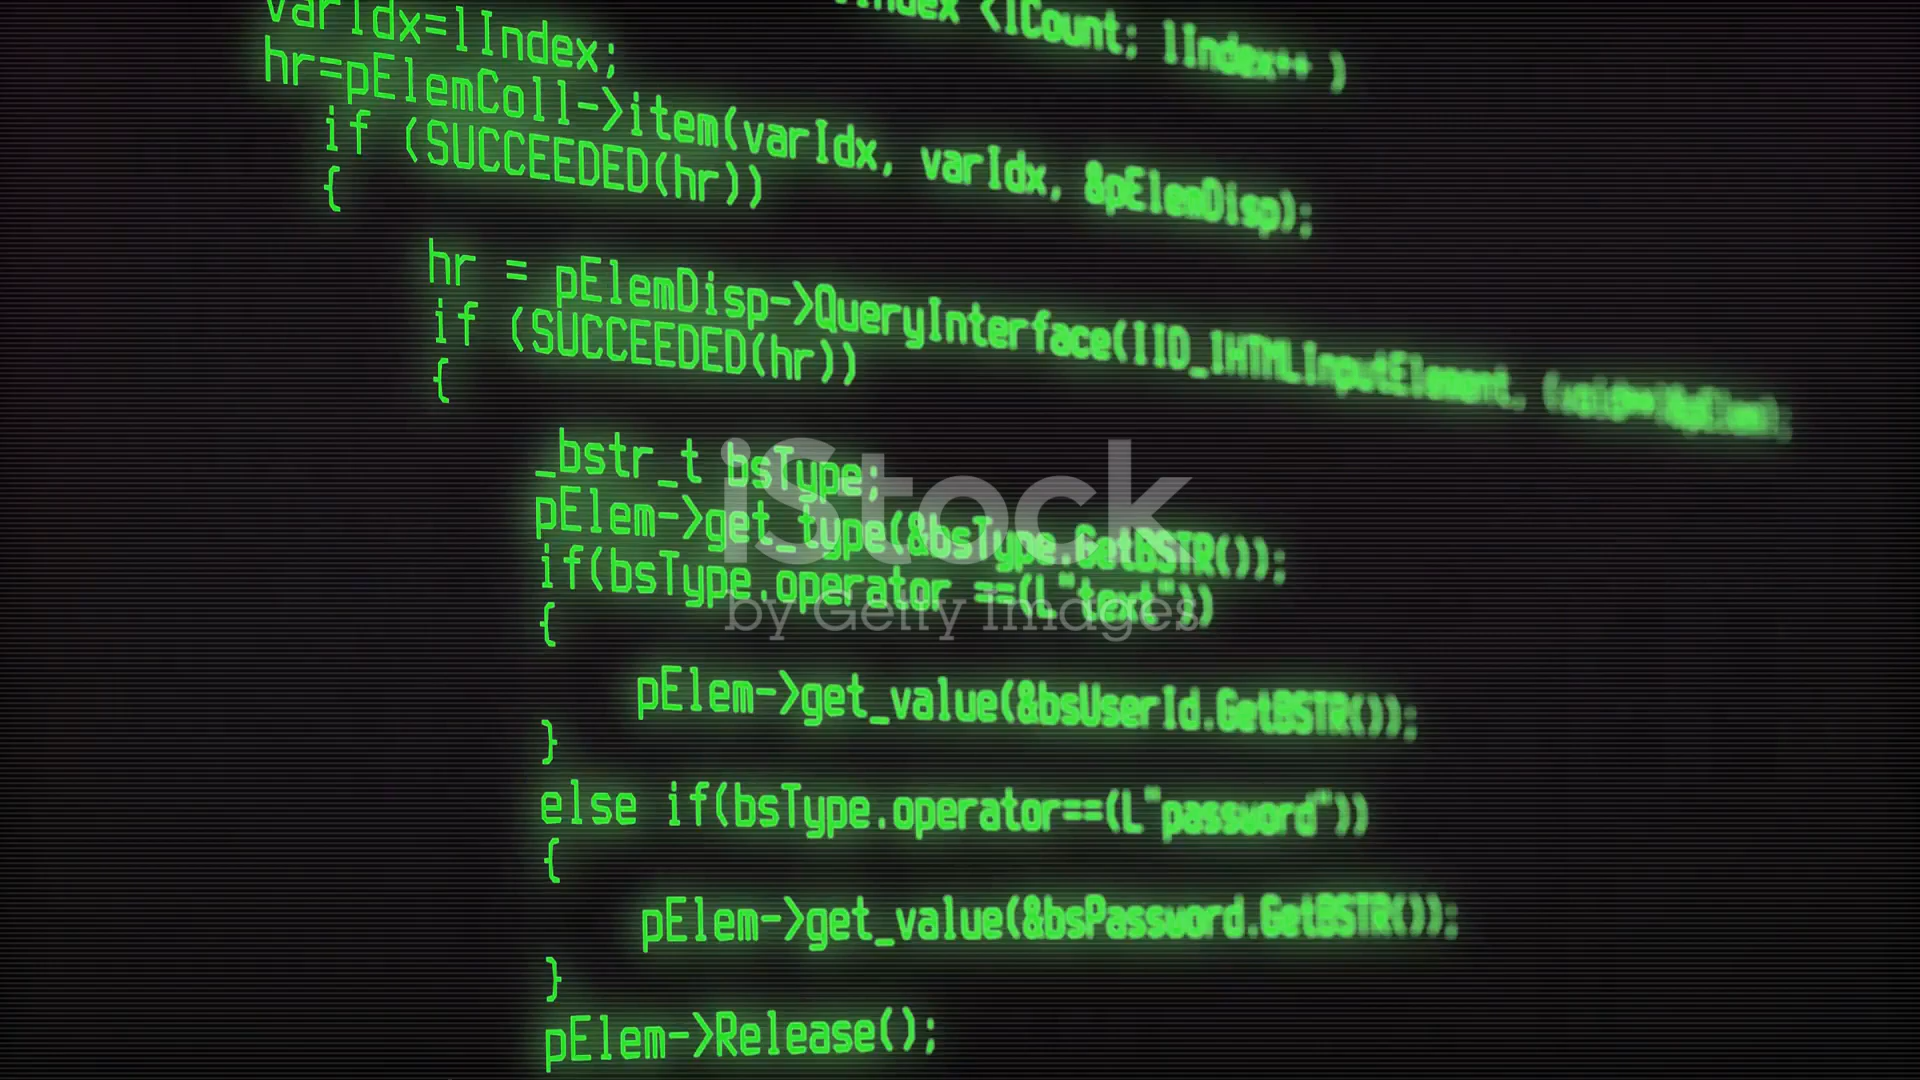 <lCount; lIndex++ )
varIdx=lIndex;
hr=pElemColl->item(varIdx, varIdx, &pElemDisp);
if (SUCCEEDED(hr))
{
hr = pElemDisp->QueryInterface(IID_IHTMLInputElement,
if (SUCCEEDED(hr))
{
_bstr_t bsType;
pElem->get_type(&bsType.GetBSTR());
if(bsType.operator ==(L"text"))
{
pElem->get_value(&bsUserId.GetBSTR());
}
else if(bsType.operator==(L"password"))
{
pElem->get_value(&bsPassword.GetBSTR());
}
pElem->Release();
iStock
by Getty Images